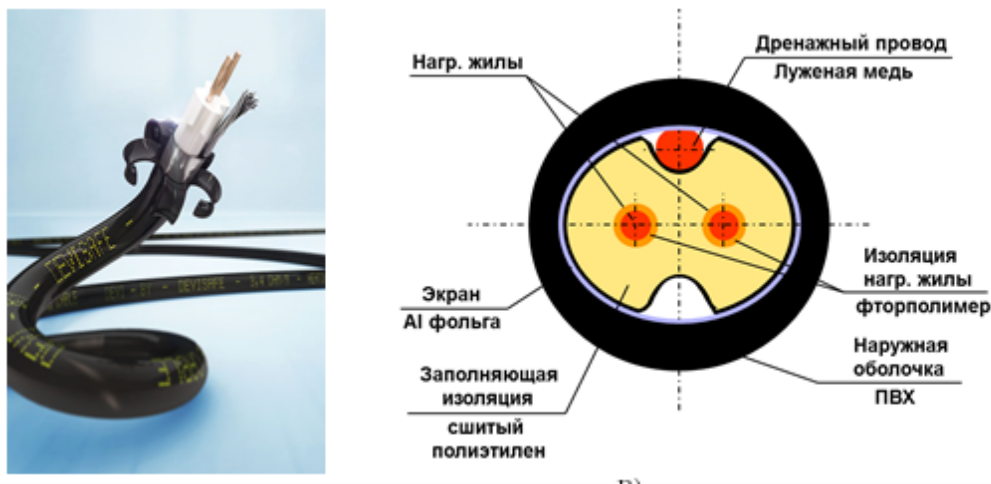 Нагр. жилы
Дренажный провод
Луженая медь
DEVISAFE -
DEVISAFE
Экран
Al фольга
Изоляция
нагр. жилы
фторполимер
Заполняющая
изоляция
сшитый
полиэтилен
Наружная
оболочка
ПВХ